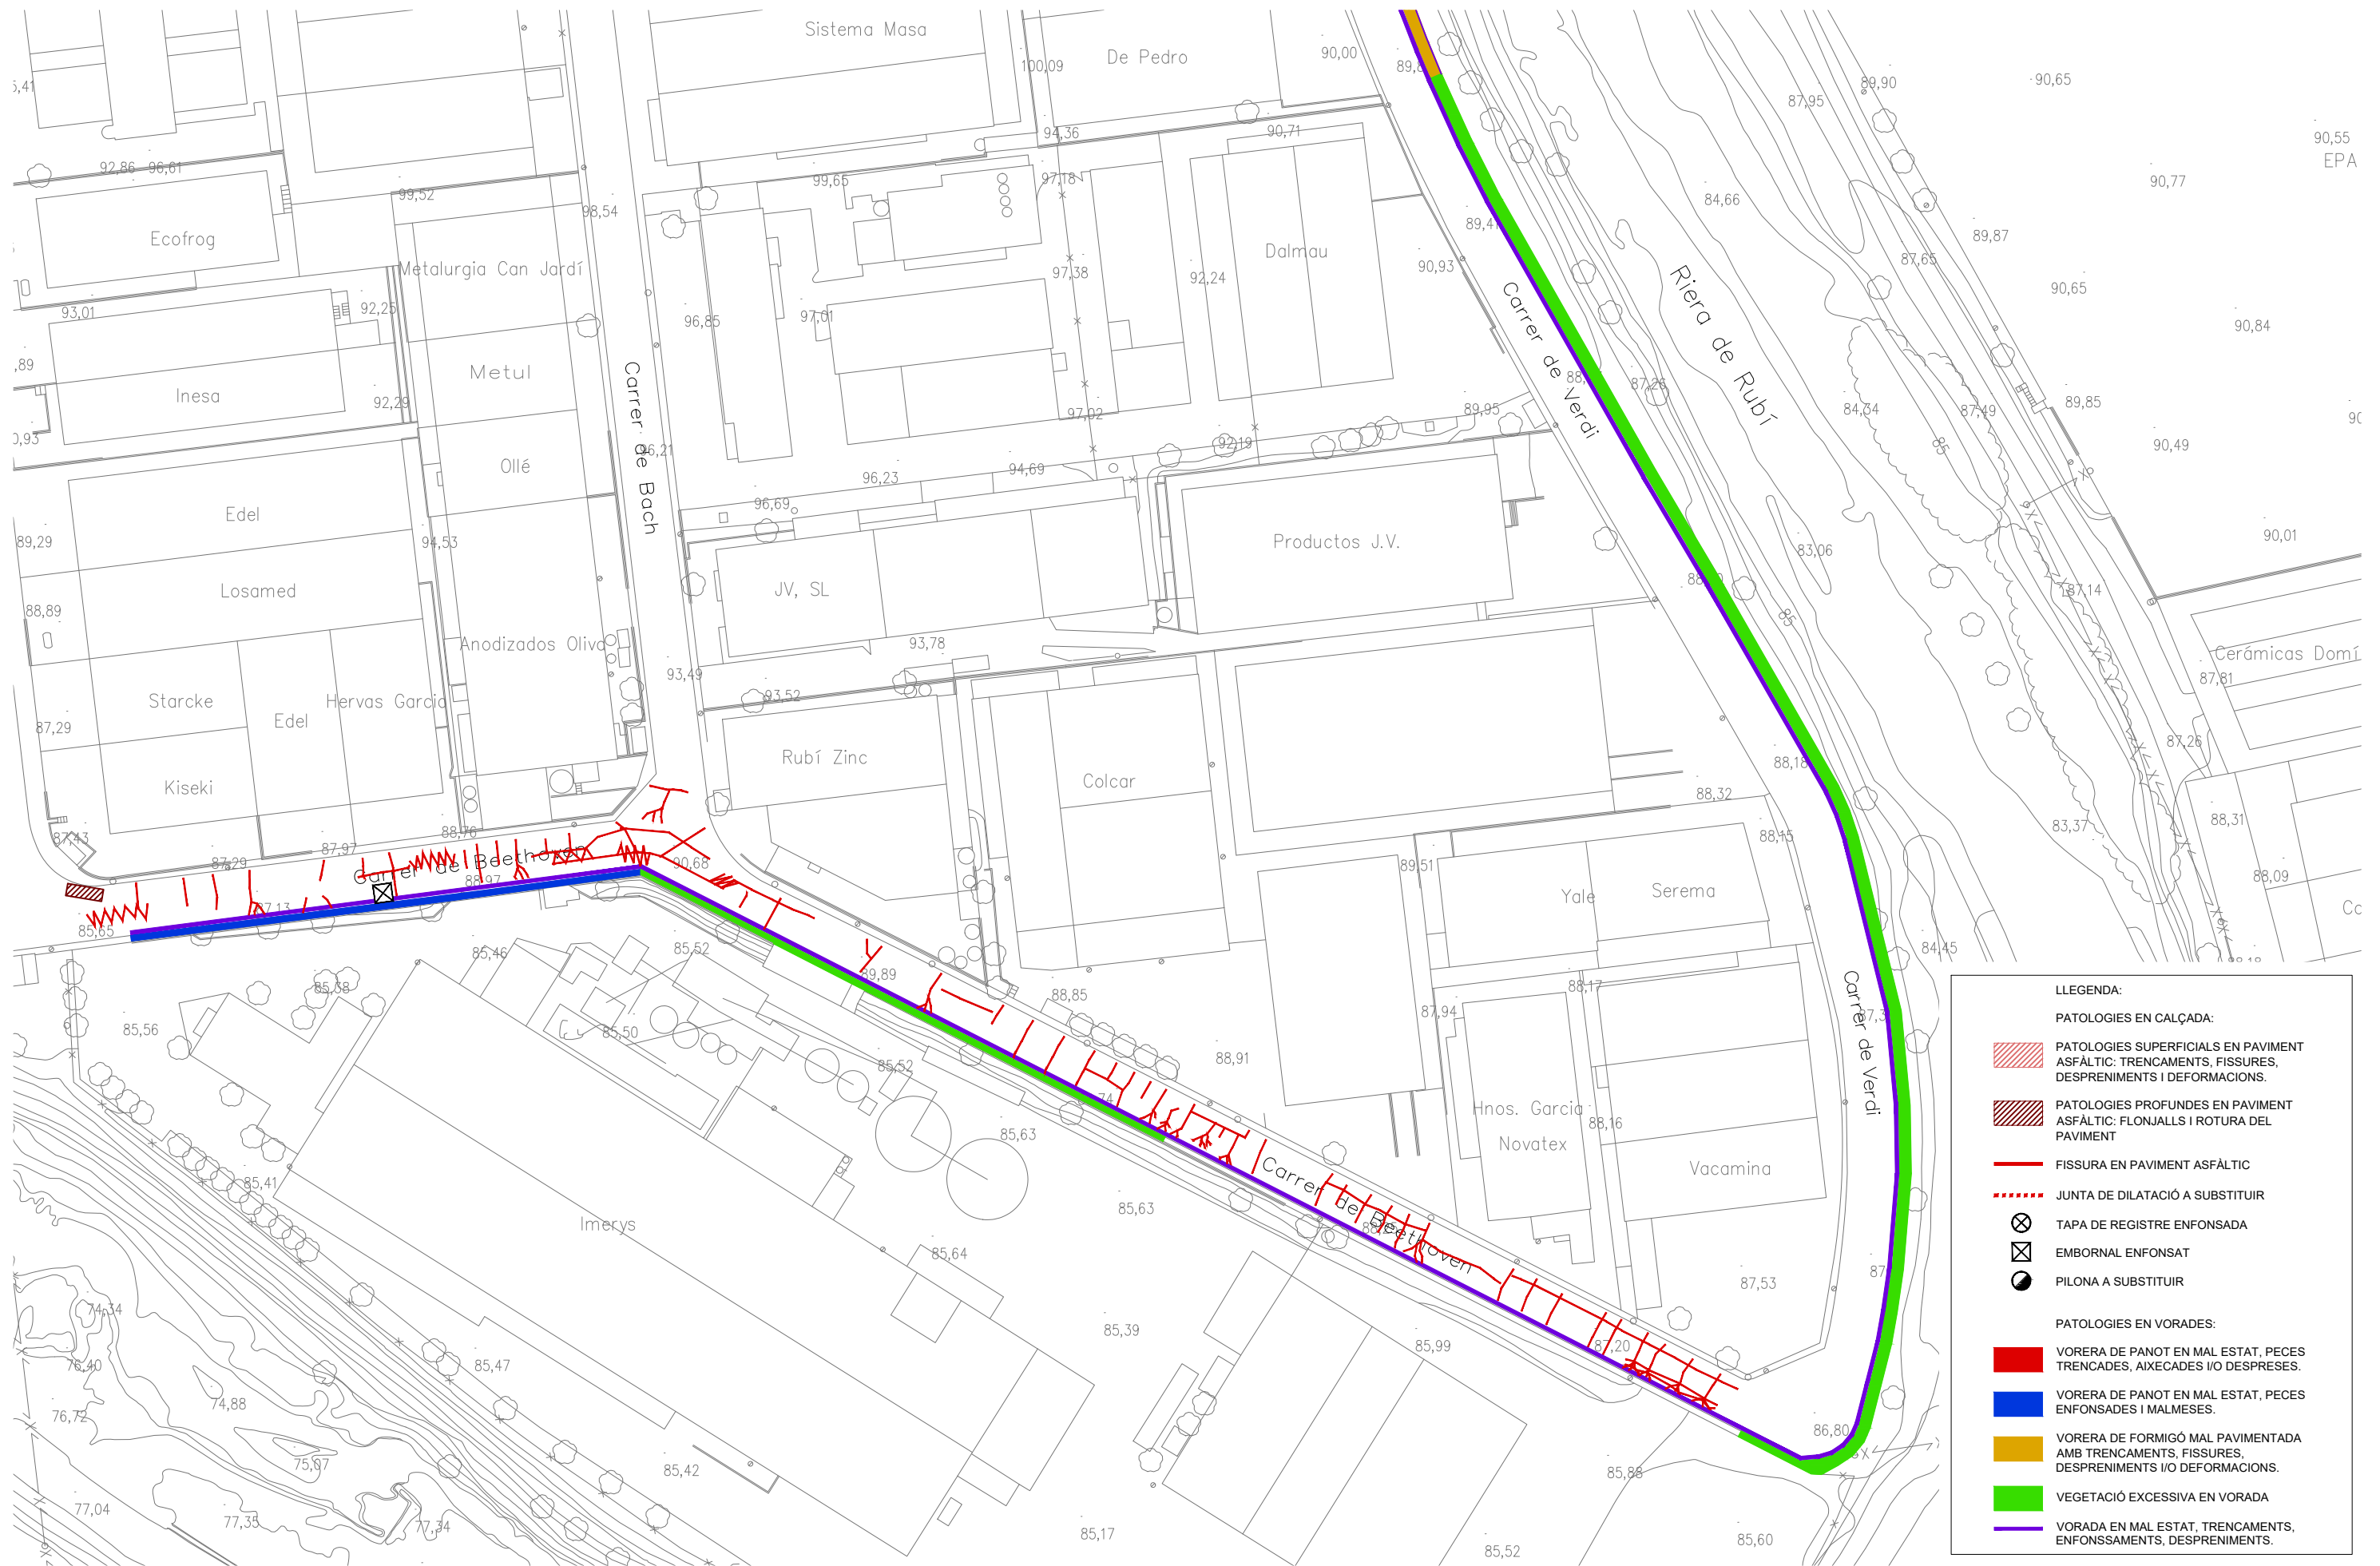 Sistema Masa
De Pedro
90,00
100,09
89,90
90,65
87,95
94,36
90,71
90,55
EPA
92,86
96,61
99,52
99,65
97,18
90,77
84,66
98,54
89,87
Ecofrog
Dalmau
87,65
Metalurgia Can Jardí
97,38
92,24
90,93
Riera de Rubí
90,65
93,01
92,25
96,85
97,01
Carrer de Verdi
90,84
Metul
Carrer de Bach
87,26
Inesa
92,29
97,02
89,95
84,34
87,49
89,85
92,19
90,49
85
96,21
Ollé
96,23
94,69
96,69
Edel
89,29
94,53
Productos J.V.
83,06
90,01
Losamed
JV, SL
87,14
88,89
85
Anodizados Oliva
93,78
Cerámicas Domí
93,49
93,52
87,81
Starcke
Hervas Garcia
Edel
87,29
87,26
Rubí Zinc
88,18
Kiseki
Colcar
88,32
88,31
87,43
88,76
88,15
83,37
87,97
87,29
Carrer de Beethoven
90,68
89,51
88,97
88,09
Yale
Serema
87,13
85,65
84,45
85,46
85,52
89,89
88,17
85,38
88,85
87,94
85,56
85,50
Carrer de Verdi
85,52
88,91
85,63
Hnos. Garcia
Novatex
88,16
Vacamina
85,41
Carrer de Beethoven
85,63
Imerys
85,64
87,53
74,34
85,39
85,99
87,20
76,40
85,47
74,88
76,72
86,80
75,07
85,42
85,88
77,04
77,35
77,34
85,17
85,52
85,60
LLEGENDA:
PATOLOGIES EN CALÇADA:
PATOLOGIES SUPERFICIALS EN PAVIMENT
ASFÀLTIC: TRENCAMENTS, FISSURES,
DESPRENIMENTS I DEFORMACIONS.
PATOLOGIES PROFUNDES EN PAVIMENT
ASFÀLTIC: FLONJALLS I ROTURA DEL
PAVIMENT
FISSURA EN PAVIMENT ASFÀLTIC
JUNTA DE DILATACIÓ A SUBSTITUIR
TAPA DE REGISTRE ENFONSADA
EMBORNAL ENFONSAT
PILONA A SUBSTITUIR
PATOLOGIES EN VORADES:
VORERA DE PANOT EN MAL ESTAT, PECES
TRENCADES, AIXECADES I/O DESPRESES.
VORERA DE PANOT EN MAL ESTAT, PECES
ENFONSADES I MALMESES.
VORERA DE FORMIGÓ MAL PAVIMENTADA
AMB TRENCAMENTS, FISSURES,
DESPRENIMENTS I/O DEFORMACIONS.
VEGETACIÓ EXCESSIVA EN VORADA
VORADA EN MAL ESTAT, TRENCAMENTS,
ENFONSSAMENTS, DESPRENIMENTS.